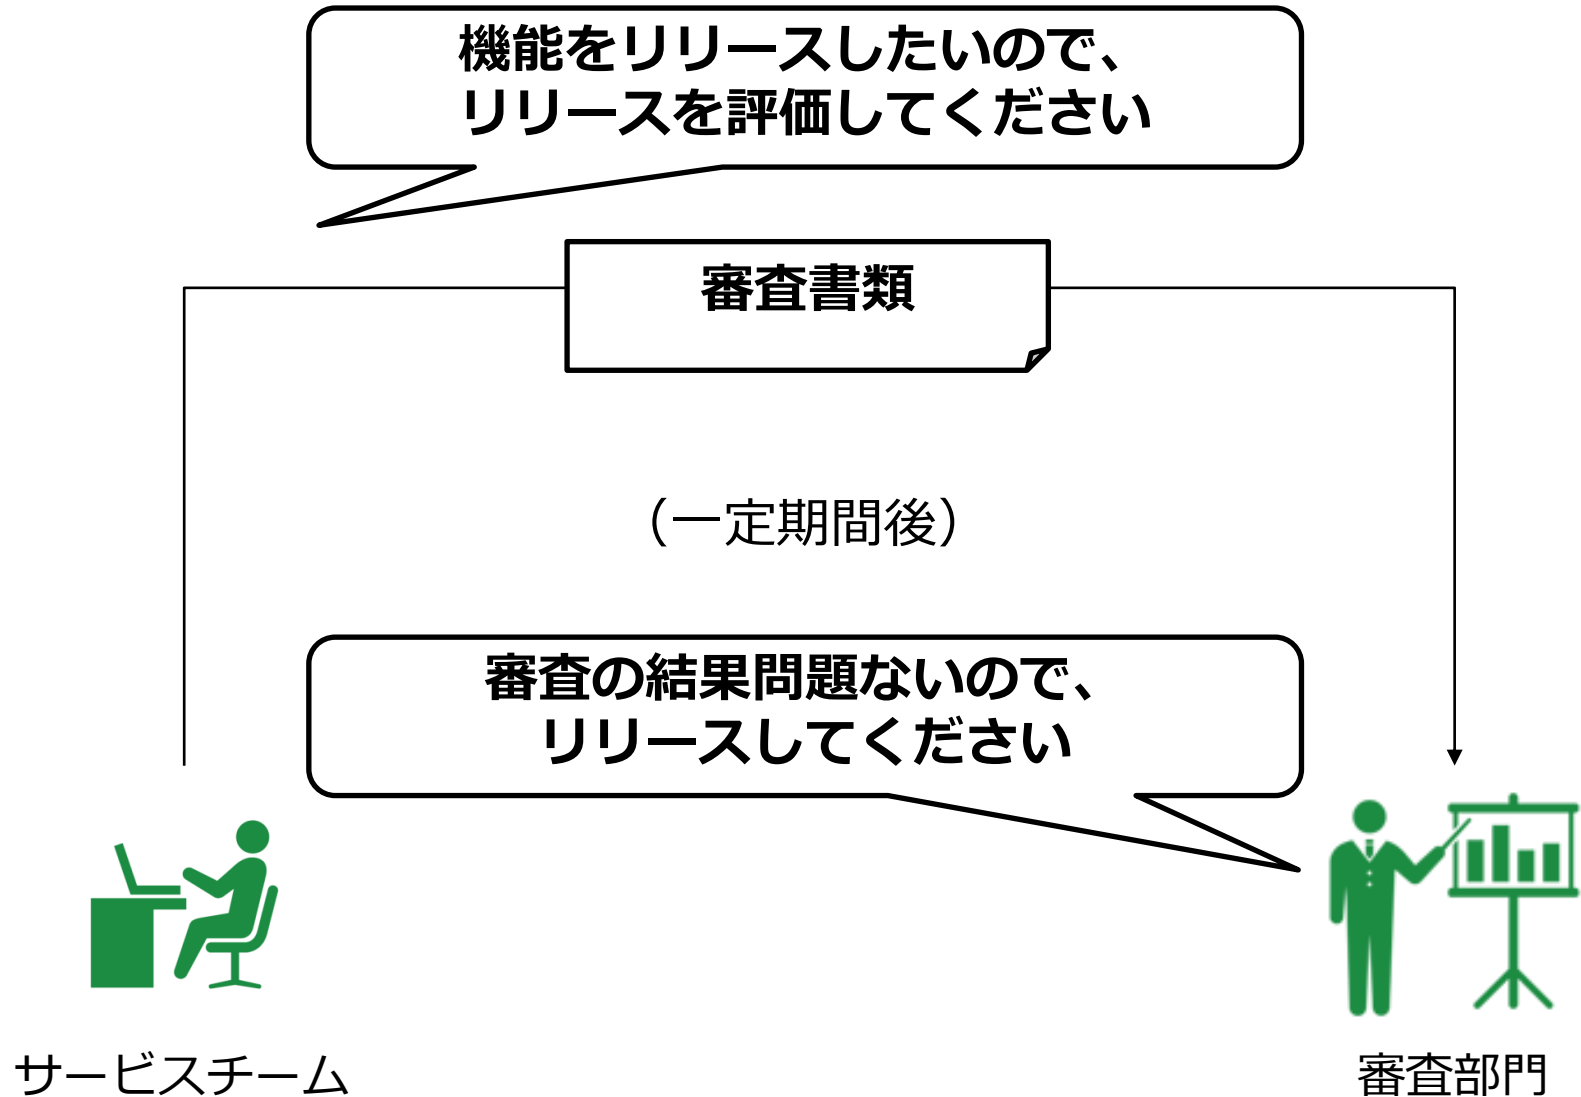 機能をリリースしたいので、
リリースを評価してください
審査書類
（一定期間後）
審査の結果問題ないので、
リリースしてください
サービスチーム
審査部門